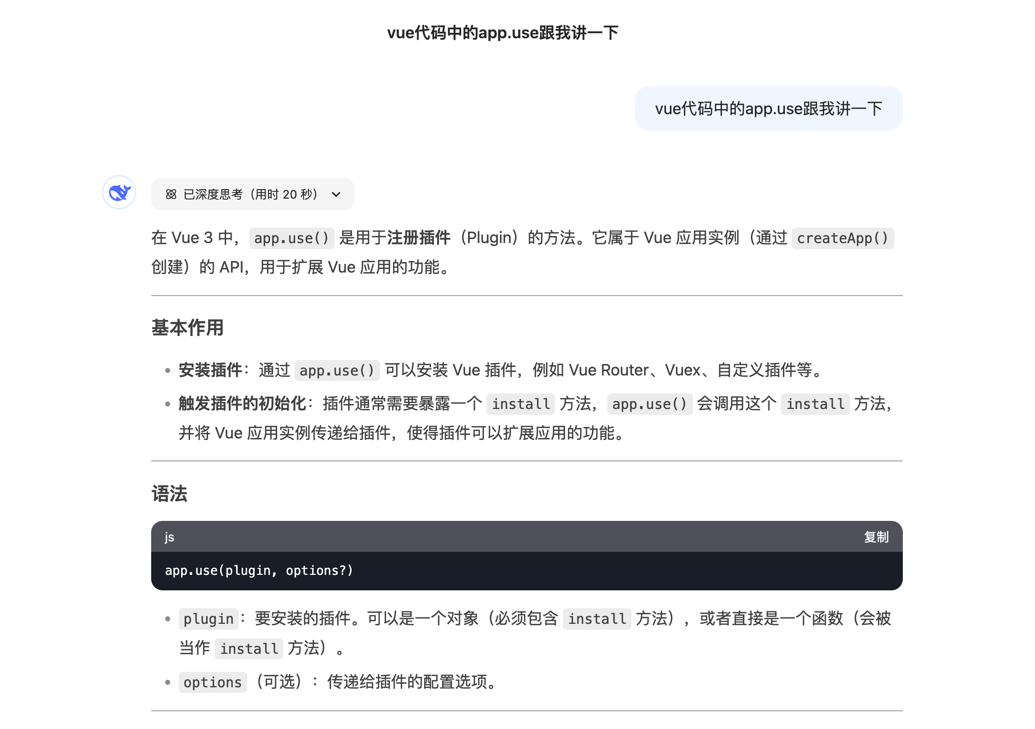 vue代码中的app.use跟我讲一下
vue代码中的app.use跟我讲一下
已深度思考（用时 20 秒）
在 Vue 3 中，app.use() 是用于注册插件（Plugin）的方法。它属于 Vue 应用实例（通过 createApp()
创建）的 API，用于扩展 Vue 应用的功能。
基本作用
• 安装插件：通过 app.use() 可以安装 Vue 插件，例如 Vue Router、Vuex、自定义插件等。
• 触发插件的初始化：插件通常需要暴露一个 install 方法，app.use() 会调用这个 install 方法，
并将 Vue 应用实例传递给插件，使得插件可以扩展应用的功能。
语法
js 复制
app.use(plugin, options?)
• plugin：要安装的插件。可以是一个对象（必须包含 install 方法），或者直接是一个函数（会被
当作 install 方法）。
• options（可选）：传递给插件的配置选项。